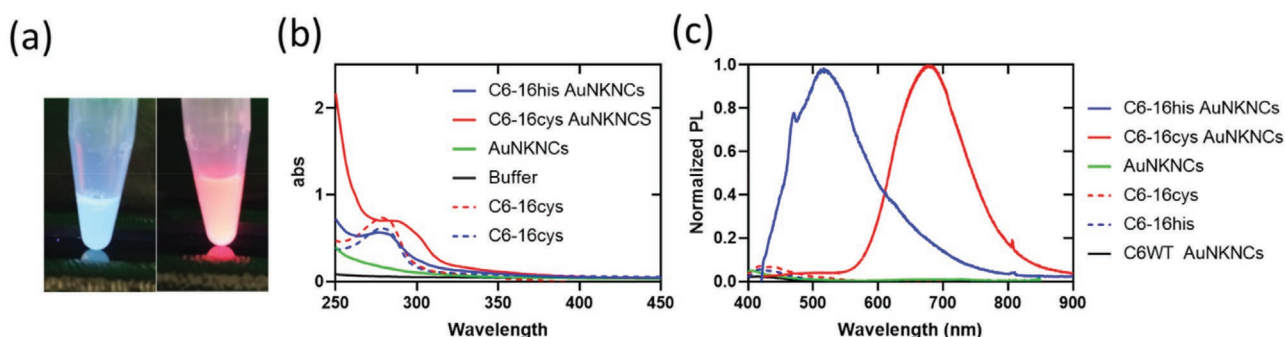 (a)
(b)
abs
2
1
0
250
300
350
400
450
Wavelength
C6-16his AuNKNCs
C6-16cys AuNKNCS
AuNKNCs
Buffer
C6-16cys
C6-16cys
(c)
Normalized PL
1.0
0.8
0.6
0.4
0.2
0.0
400
500
600
700
800
900
Wavelength (nm)
C6-16his AuNKNCs
C6-16cys AuNKNCs
AuNKNCs
C6-16cys
C6-16his
C6WT AuNKNCs